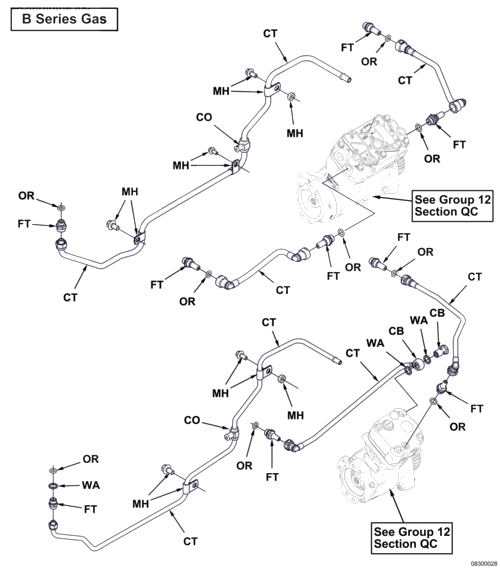 B Series Gas
CT
FT
OR
CT
MH
MH
CO
FT
OR
MH
OR
MH
FT
See Group 12
Section QC
CT
FT
OR
CT
FT
OR
FT
OR
CT
CT
CB
WA
CB
WA
CT
MH
MH
FT
OR
CO
OR
FT
OR
WA
FT
MH
CT
See Group 12
Section QC
08300028